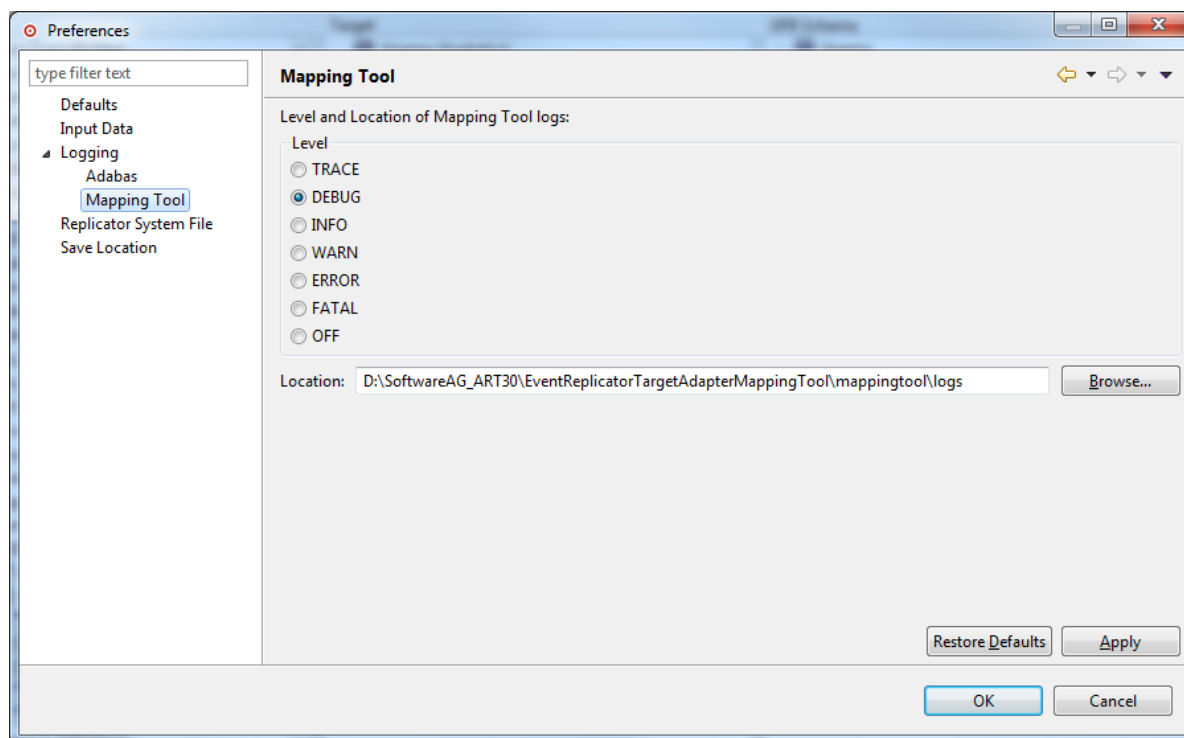 Preferences
type filter text
Defaults
Input Data
Logging
Adabas
Mapping Tool
Replicator System File
Save Location
Mapping Tool
Level and Location of Mapping Tool logs:
Level
TRACE
DEBUG
INFO
WARN
ERROR
FATAL
OFF
Location: D:\SoftwareAG_ART30\EventReplicatorTargetAdapterMappingTool\mappingtool\logs Browse...
Restore Defaults Apply
OK Cancel